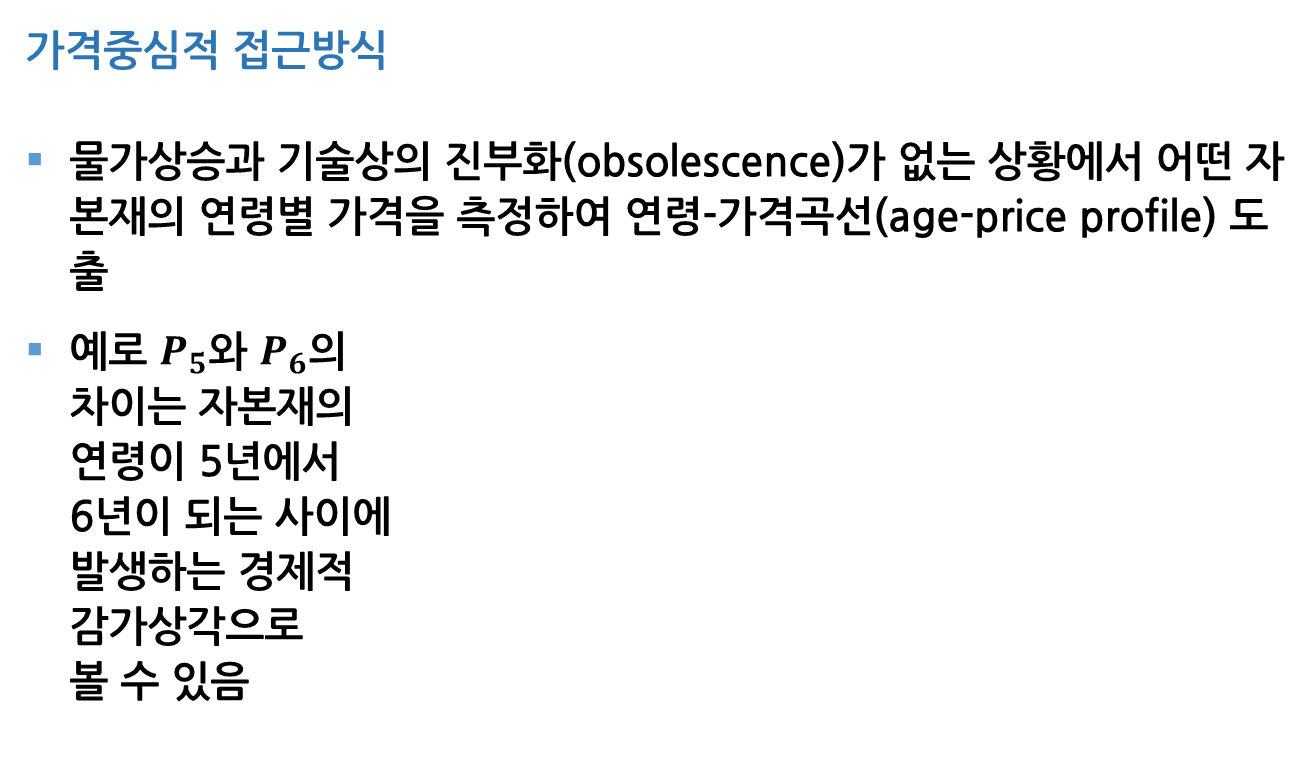 가격중심적 접근방식
▪ 물가상승과 기술상의 진부화(obsolescence)가 없는 상황에서 어떤 자
본재의 연령별 가격을 측정하여 연령-가격곡선(age-price profile) 도
출
▪ 예로 P₅와 P₆의
차이는 자본재의
연령이 5년에서
6년이 되는 사이에
발생하는 경제적
감가상각으로
볼 수 있음